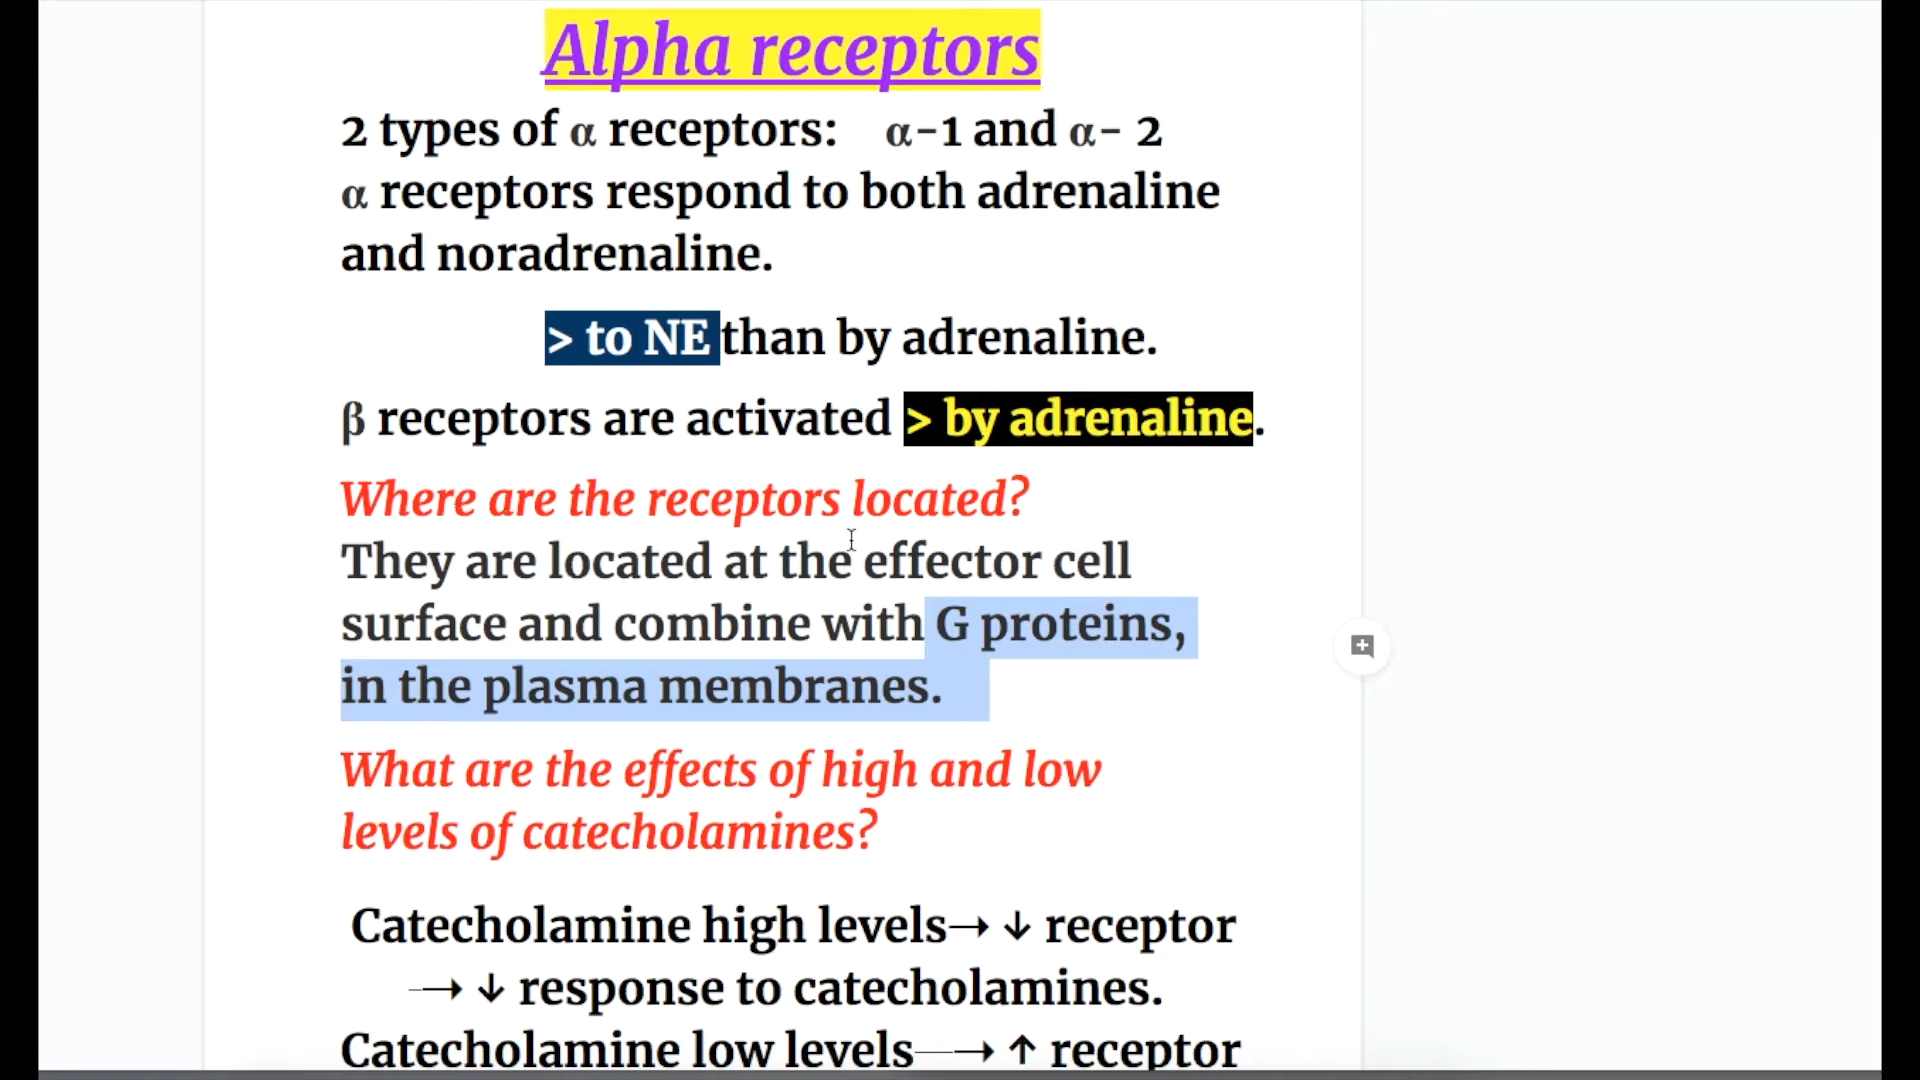 Alpha receptors
2 types of α receptors: α-1 and α- 2
α receptors respond to both adrenaline
and noradrenaline.
> to NE than by adrenaline.
β receptors are activated > by adrenaline.
Where are the receptors located?
They are located at the effector cell
surface and combine with G proteins,
in the plasma membranes.
What are the effects of high and low
levels of catecholamines?
Catecholamine high levels→ ↓ receptor
—→ ↓ response to catecholamines.
Catecholamine low levels—→ ↑ receptor